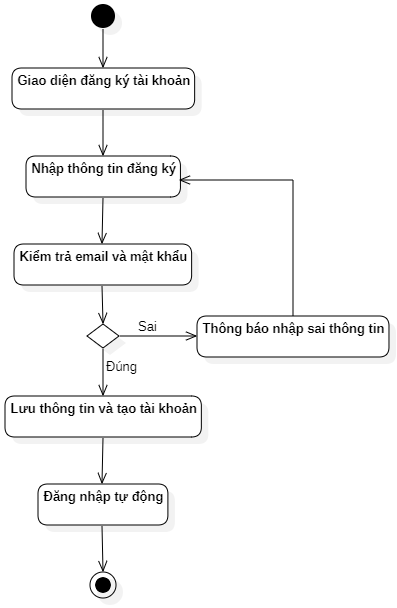 Giao diện đăng ký tài khoản
Nhập thông tin đăng ký
Kiểm trả email và mật khẩu
Sai
Thông báo nhập sai thông tin
Đúng
Lưu thông tin và tạo tài khoản
Đăng nhập tự động